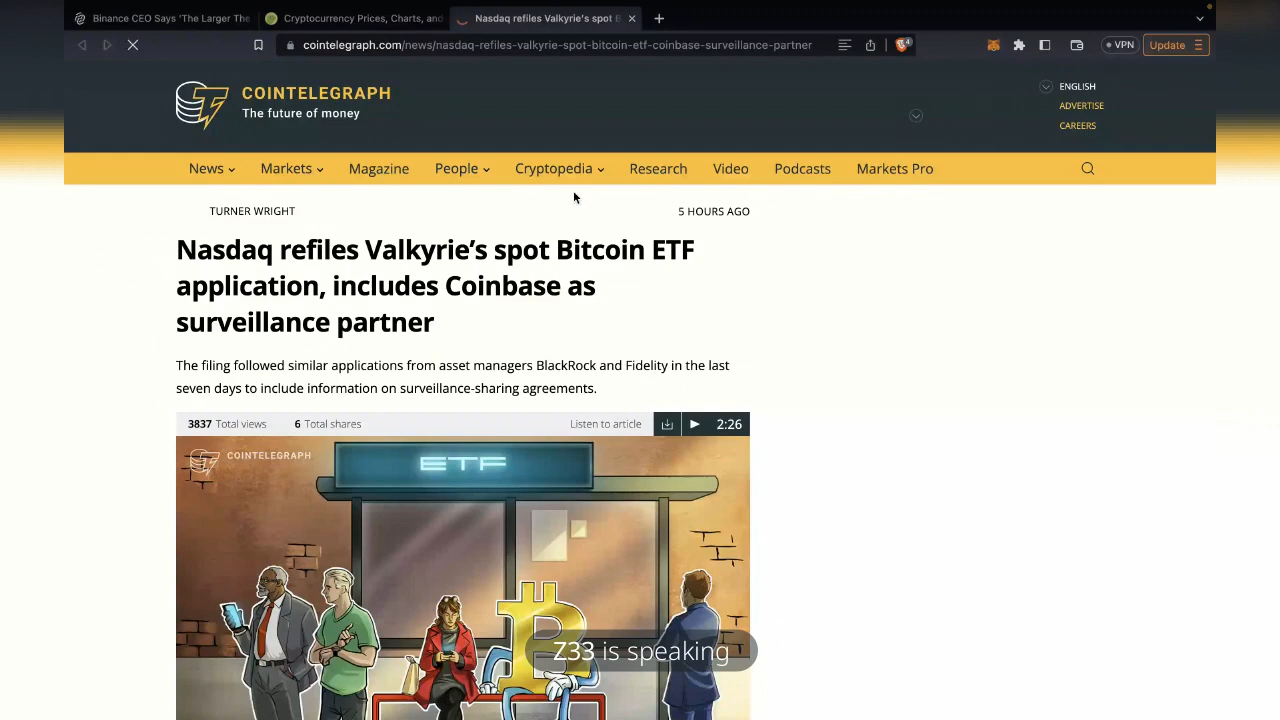 Binance CEO Says 'The Larger The
Cryptocurrency Prices, Charts, and
Nasdaq refiles Valkyrie's spot B
cointelegraph.com/news/nasdaq-refiles-valkyrie-spot-bitcoin-etf-coinbase-surveillance-partner
4
VPN
Update
COINTELEGRAPH
The future of money
ENGLISH
ADVERTISE
CAREERS
News
Markets
Magazine
People
Cryptopedia
Research
Video
Podcasts
Markets Pro
TURNER WRIGHT
5 HOURS AGO
Nasdaq refiles Valkyrie's spot Bitcoin ETF
application, includes Coinbase as
surveillance partner
The filing followed similar applications from asset managers BlackRock and Fidelity in the last
seven days to include information on surveillance-sharing agreements.
3837 Total views
6 Total shares
Listen to article
2:26
COINTELEGRAPH
ETF
Z33 is speaking